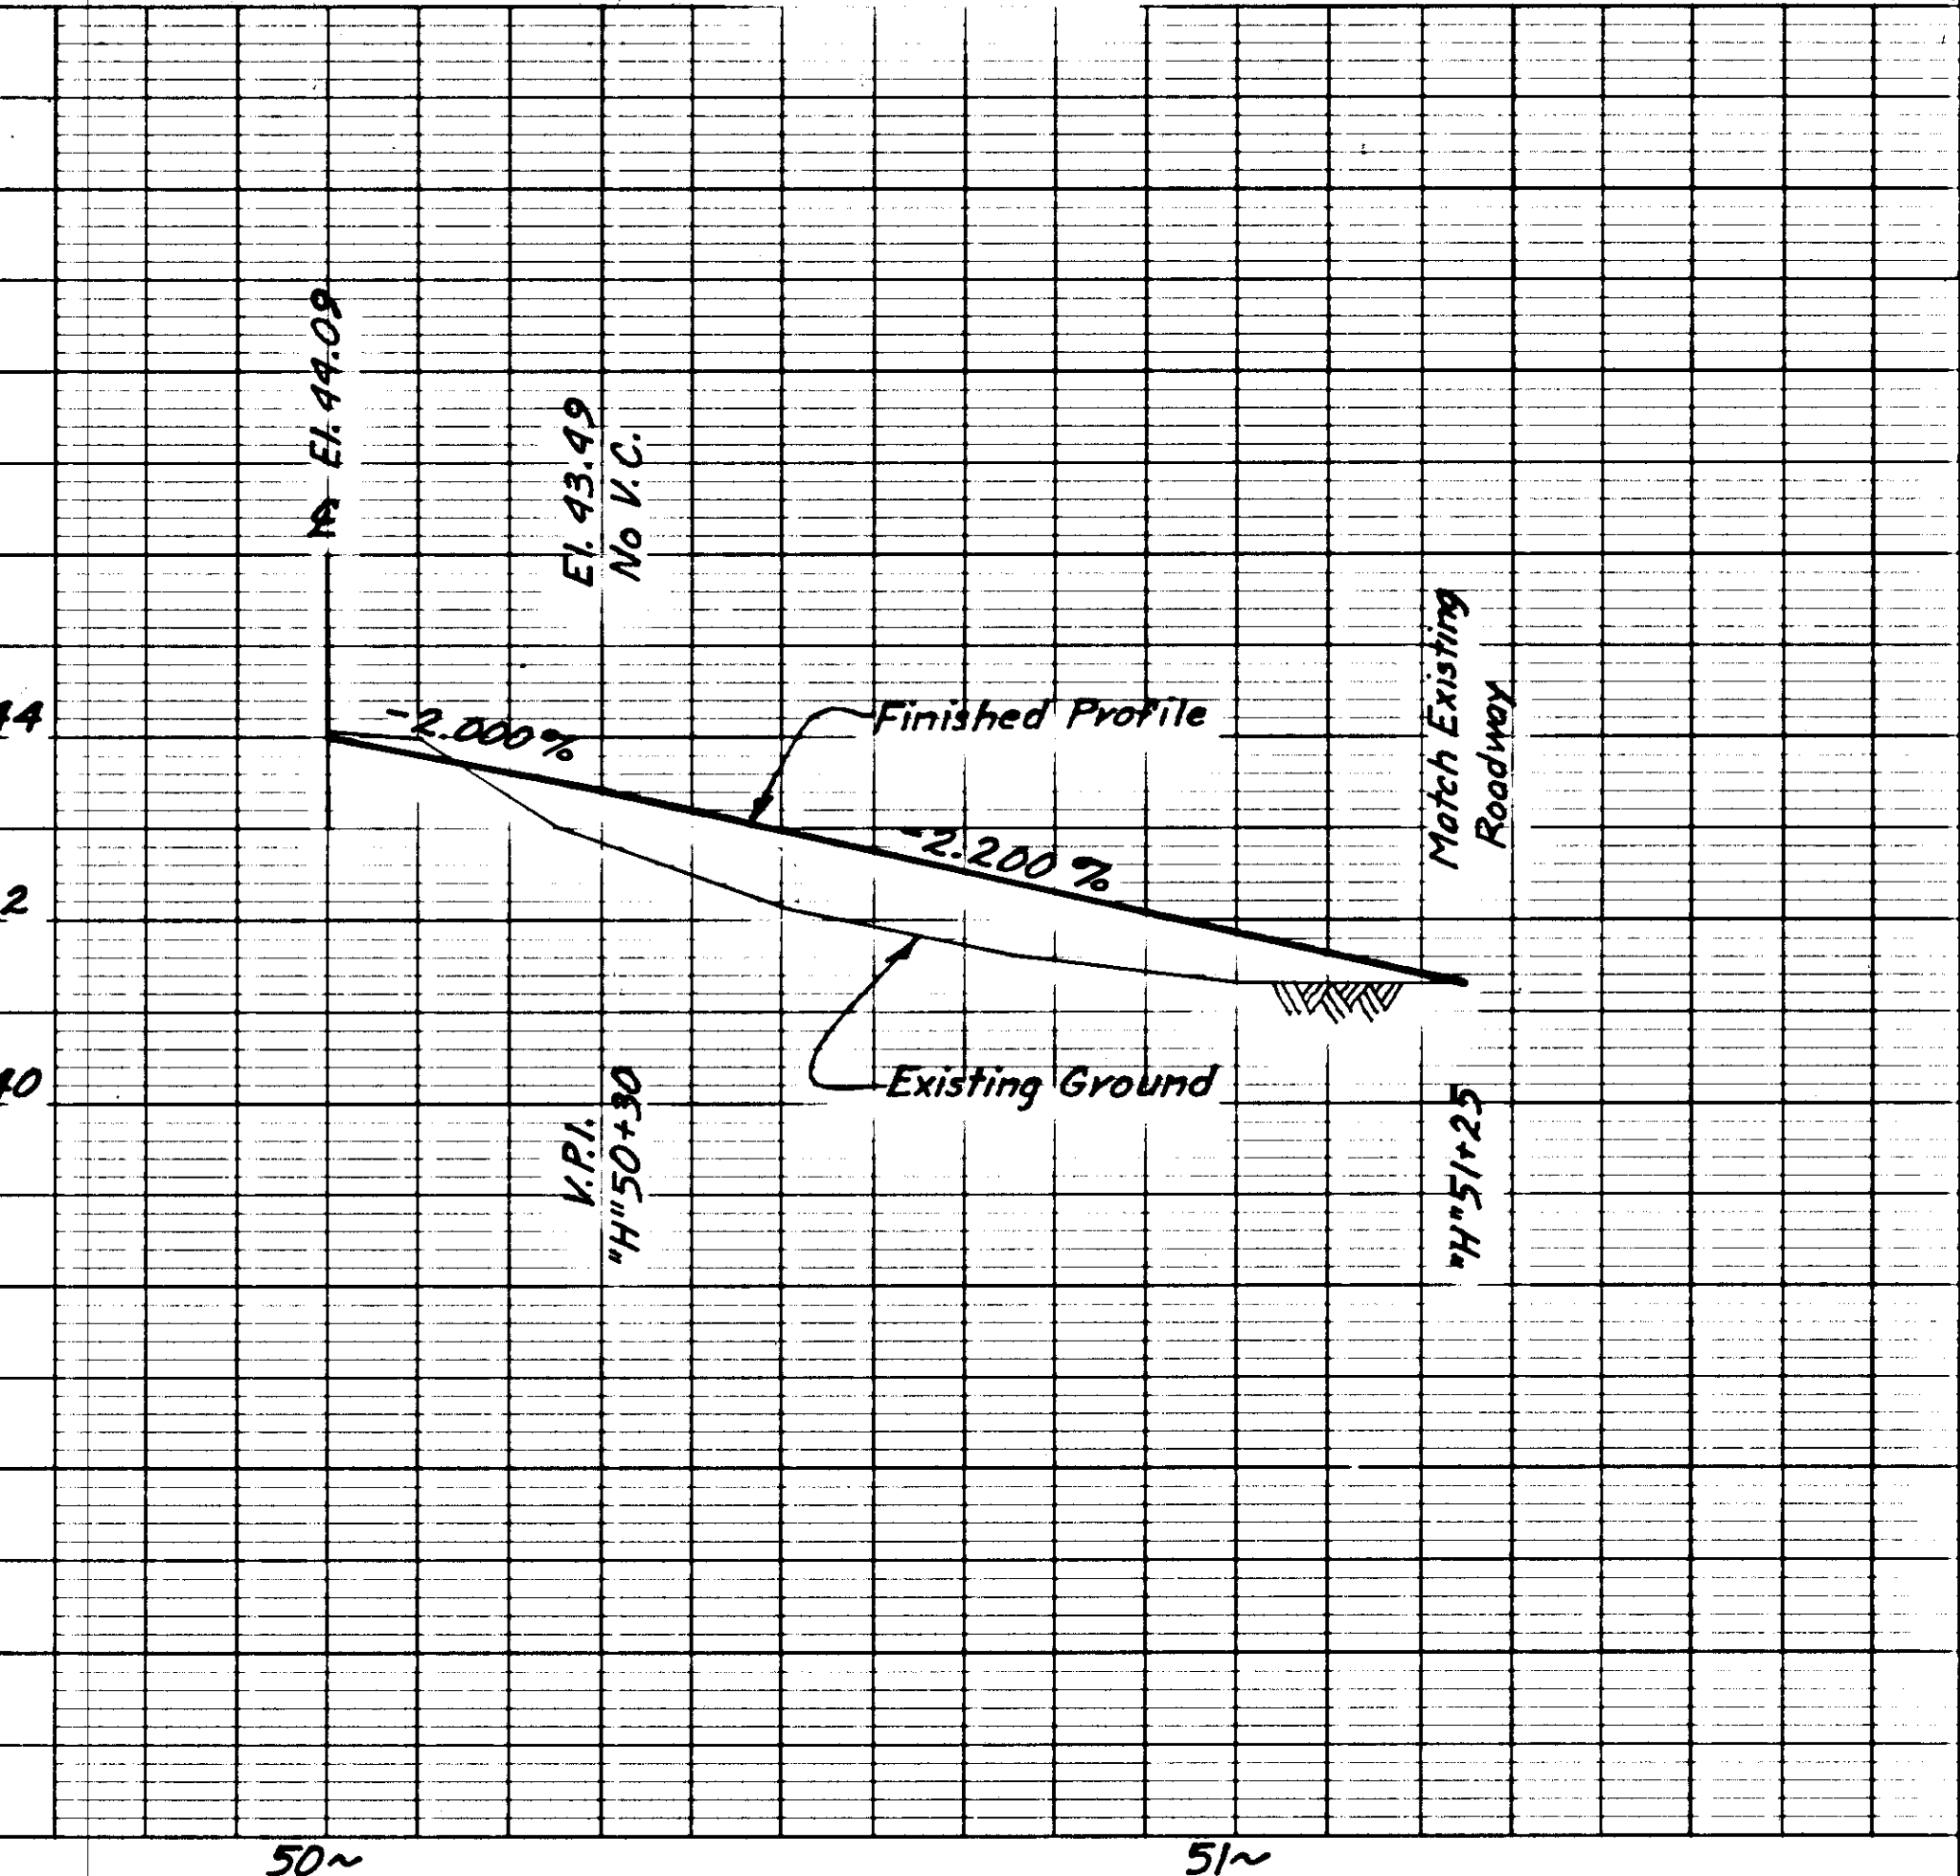 El. 44.09
El. 43.49
No V.C.
Match Existing
Roadway
44
-2.000%
Finished Profile
-2.200 %
2
40
Existing Ground
V.P.I.
"H" 50+30
"H" 51+25
50~
51~